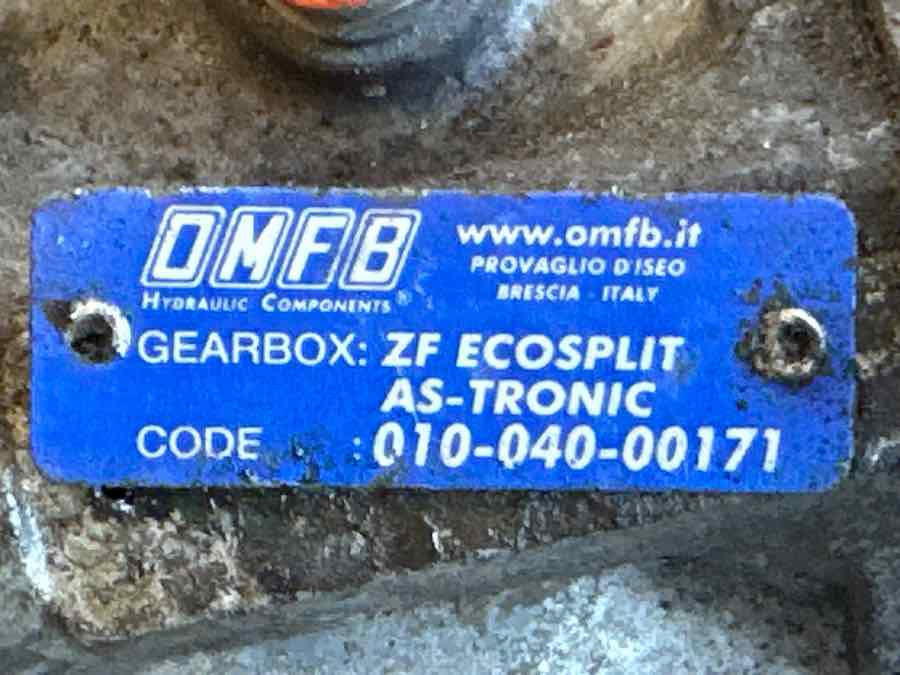 OMFB
HYDRAULIC COMPONENTS®
www.omfb.it
PROVAGLIO D'ISEO
BRESCIA - ITALY
GEARBOX: ZF ECOSPLIT
AS-TRONIC
CODE : 010-040-00171